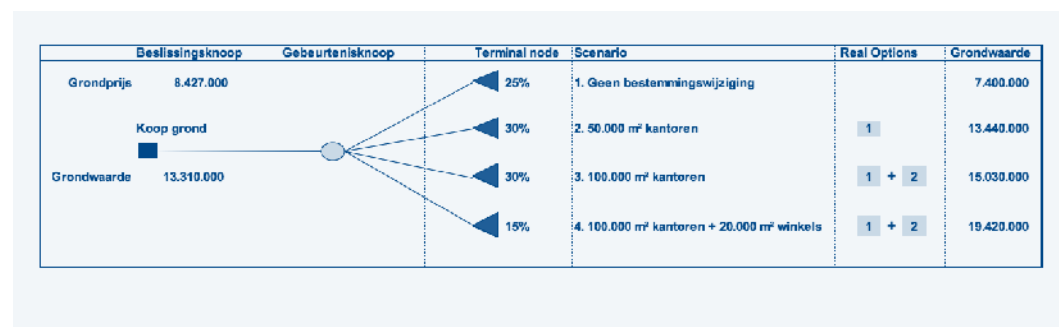 Beslissingsknoop Gebeurtenisknoop Terminal node Scenario Real Options Grondwaarde
Grondprijs 8.427.000 25% 1. Geen bestemmingswijziging 7.400.000
Koop grond 30% 2. 50.000 m² kantoren 1 13.440.000
Grondwaarde 13.310.000 30% 3. 100.000 m² kantoren 1 + 2 15.030.000
15% 4. 100.000 m² kantoren + 20.000 m² winkels 1 + 2 19.420.000